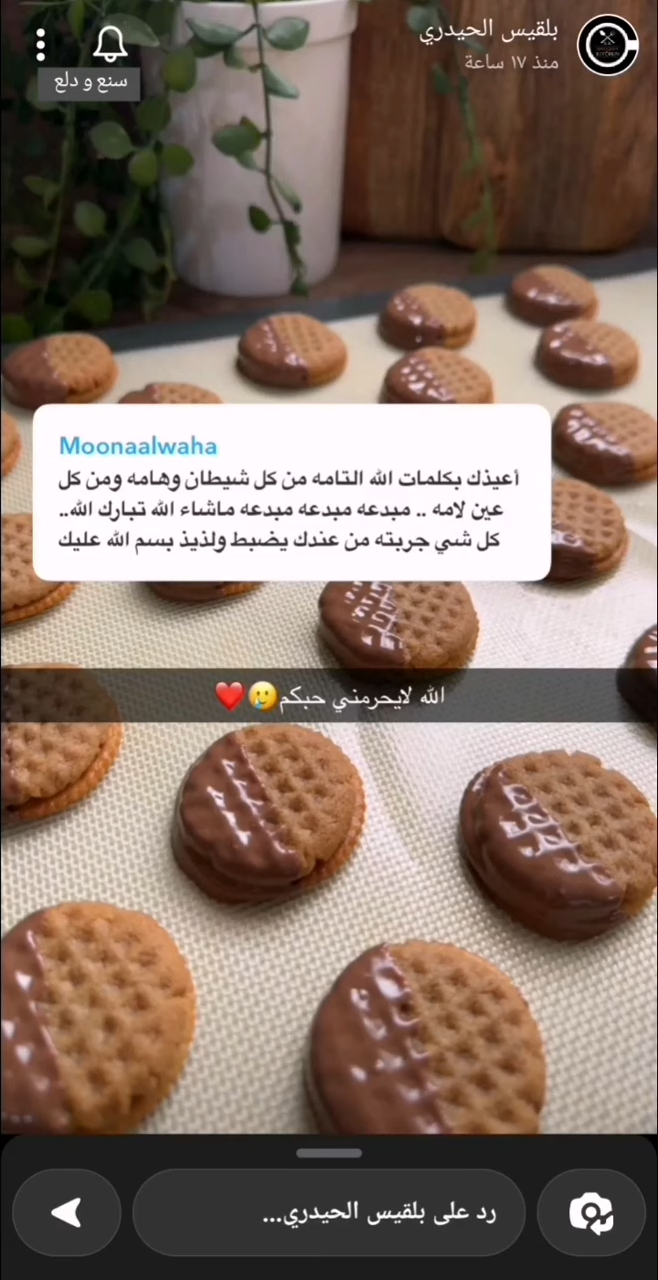 بلقيس الحيدري
منذ ١٧ ساعة
سنع و دلع
Moonaalwaha
أعيذك بكلمات الله التامه من كل شيطان وهامه ومن كل
عين لامه .. مبدعه مبدعه مبدعه ماشاء الله تبارك الله..
كل شي جربته من عندك يضبط ولذيذ بسم الله عليك
الله لايحرمني حبكم🥲❤️
رد على بلقيس الحيدري...